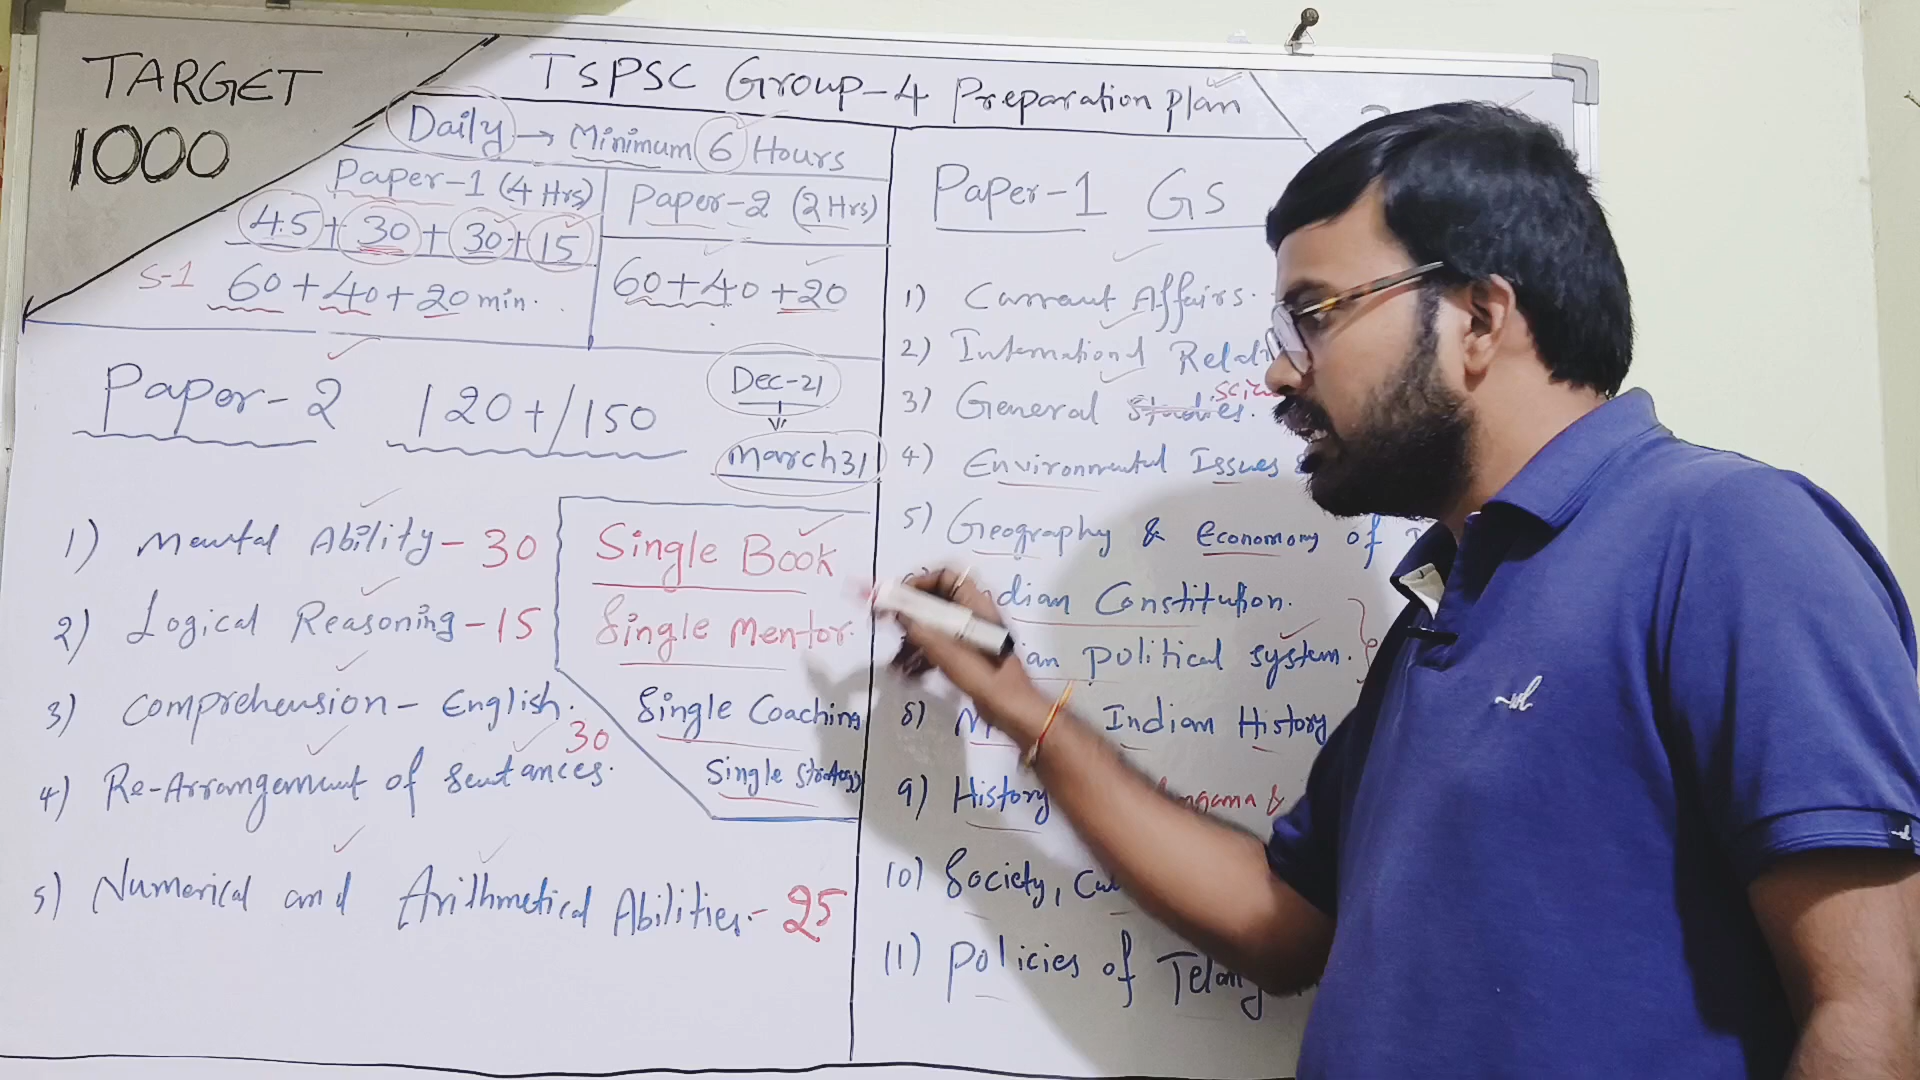 TARGET
1000
TSPSC Group-4 Preparation plan
Daily → Minimum 6 Hours
Paper-1 (4 Hrs)
45+30+30+15
S-1 60+40+20 min.
Paper-2 (2 Hrs)
60+40+20
Paper-2 120+/150
Dec-21
March 31
1) Mental Ability - 30
2) Logical Reasoning - 15
3) Comprehension - English.
30
4) Re-Arrangement of Sentances.
5) Numerical and Arithmetical Abilities. - 25
Single Book
Single Mentor.
Single Coaching
Single Strategy
Paper-1 GS
1) Current Affairs.
2) International
3) General
4) Environmental Issues
5) Geography & Economy of
Constitution.
political system.
8) Indian History
9) History
10) Society,
11) policies of